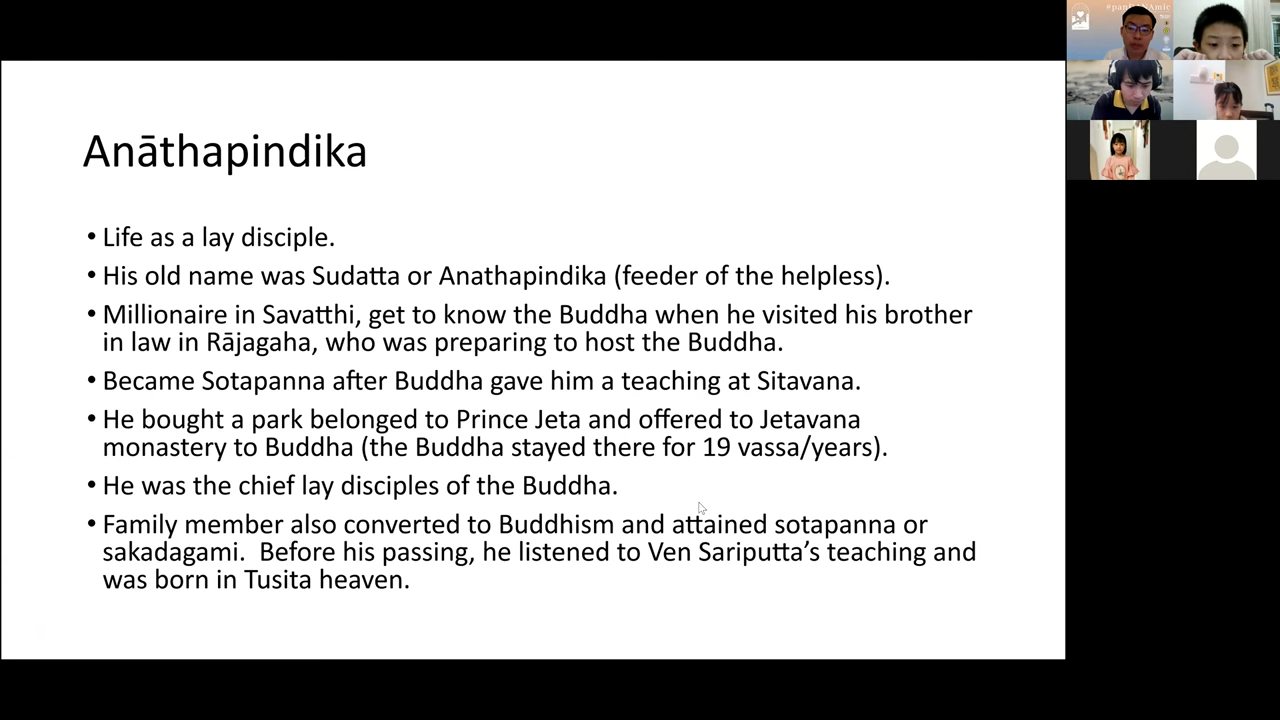 #panDANAmic
Anāthapindika
• Life as a lay disciple.
• His old name was Sudatta or Anathapindika (feeder of the helpless).
• Millionaire in Savatthi, get to know the Buddha when he visited his brother
in law in Rājagaha, who was preparing to host the Buddha.
• Became Sotapanna after Buddha gave him a teaching at Sitavana.
• He bought a park belonged to Prince Jeta and offered to Jetavana
monastery to Buddha (the Buddha stayed there for 19 vassa/years).
• He was the chief lay disciples of the Buddha.
• Family member also converted to Buddhism and attained sotapanna or
sakadagami.  Before his passing, he listened to Ven Sariputta’s teaching and
was born in Tusita heaven.